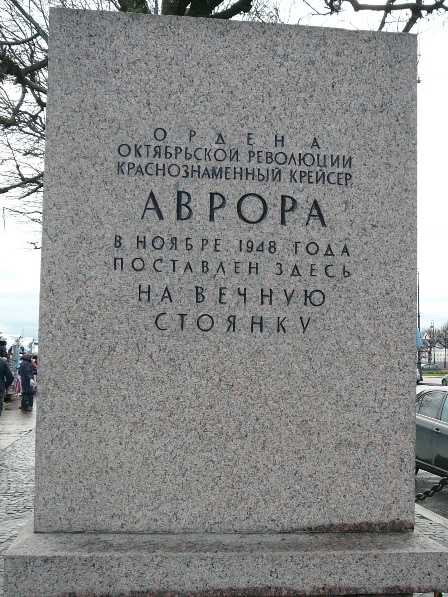 ОРДЕНА
ОКТЯБРЬСКОЙ РЕВОЛЮЦИИ
КРАСНОЗНАМЕННЫЙ КРЕЙСЕР
АВРОРА
В НОЯБРЕ 1948 ГОДА
ПОСТАВЛЕН ЗДЕСЬ
НА ВЕЧНУЮ
СТОЯНКУ